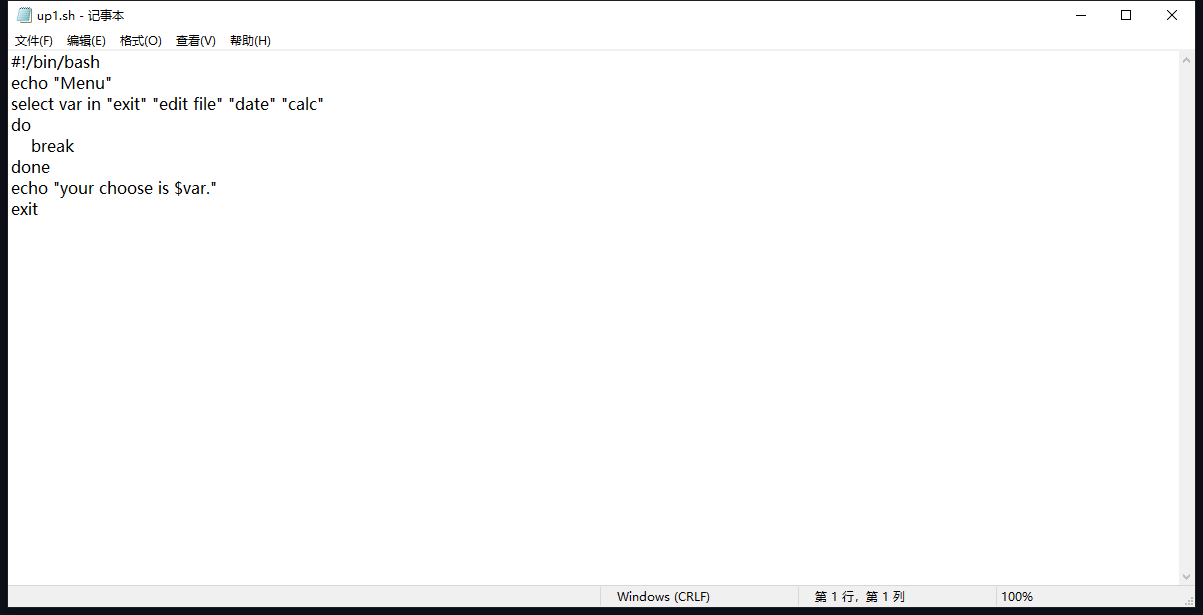 up1.sh - 记事本
文件(F) 编辑(E) 格式(O) 查看(V) 帮助(H)
#!/bin/bash
echo "Menu"
select var in "exit" "edit file" "date" "calc"
do
    break
done
echo "your choose is $var."
exit
Windows (CRLF) 第 1 行，第 1 列 100%